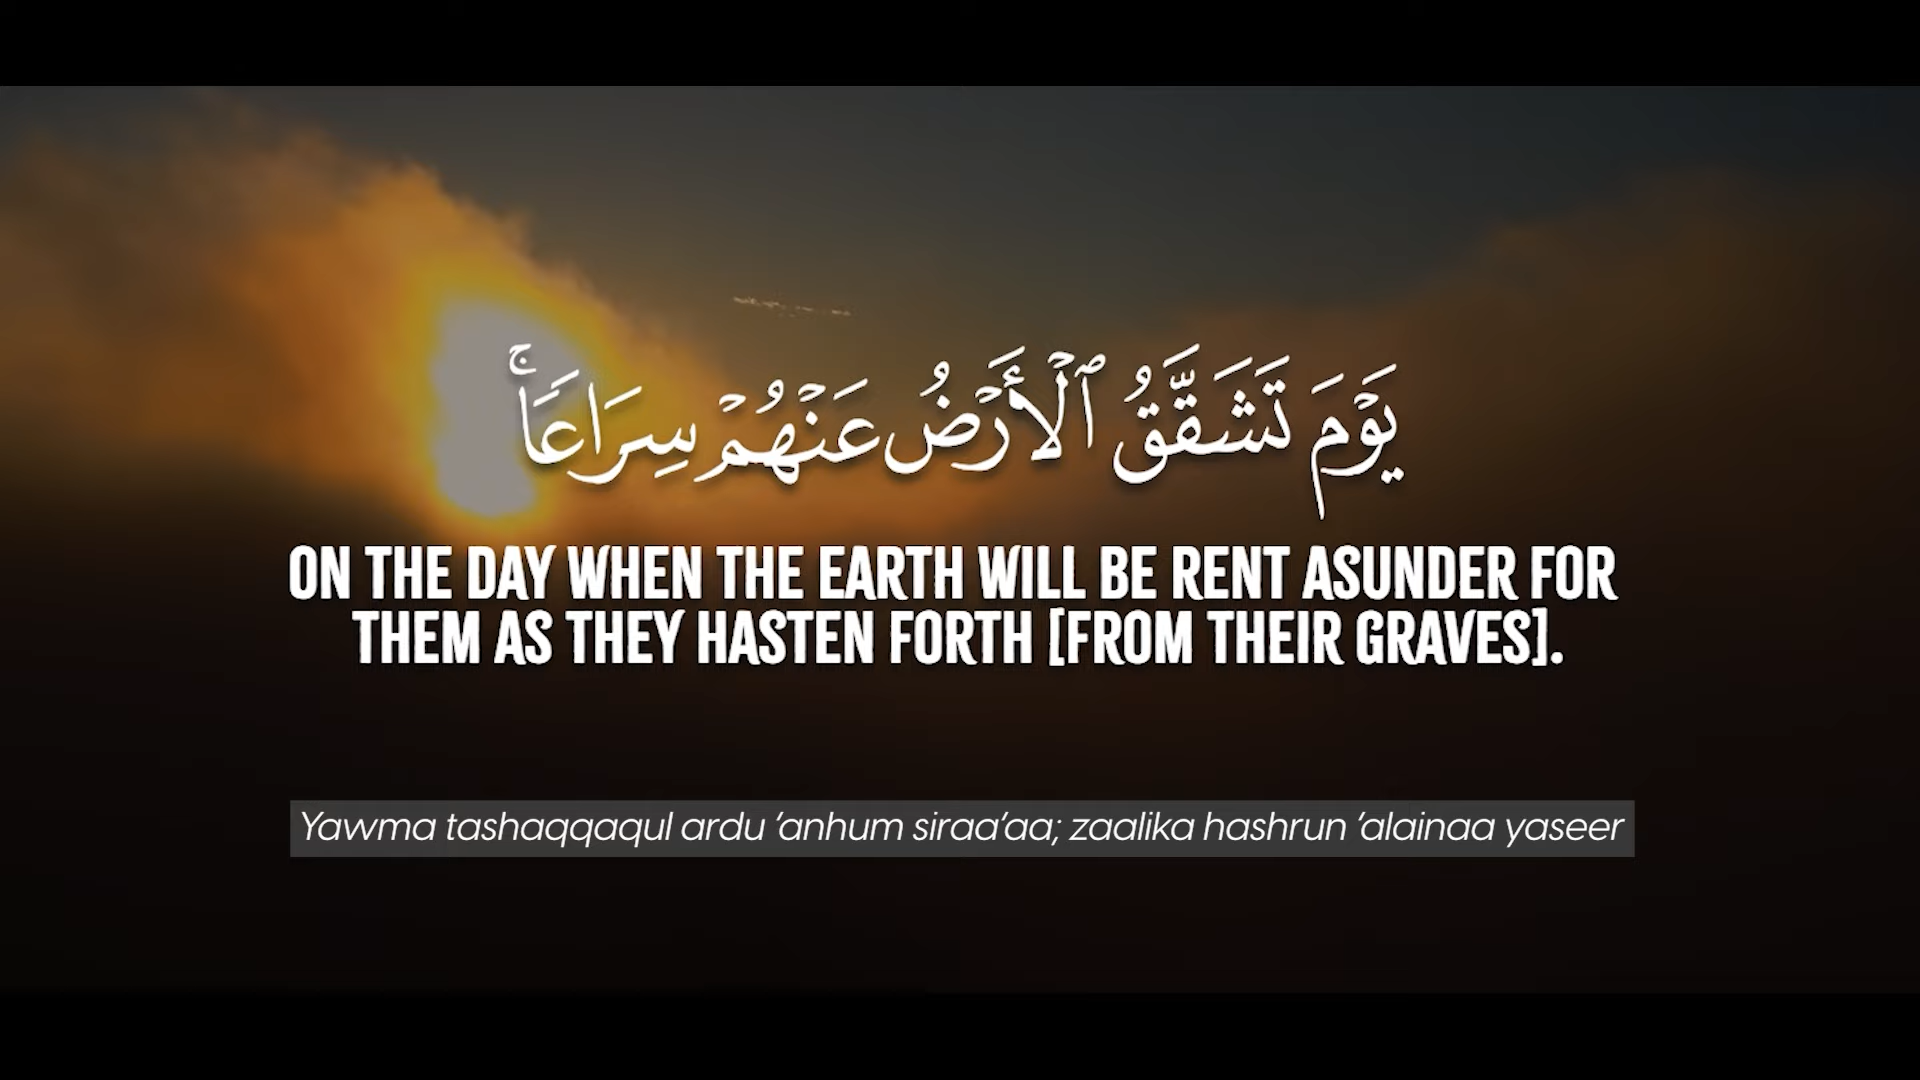 يَوْمَ تَشَقَّقُ ٱلْأَرْضُ عَنْهُمْ سِرَاعًا ۚ
ON THE DAY WHEN THE EARTH WILL BE RENT ASUNDER FOR
THEM AS THEY HASTEN FORTH [FROM THEIR GRAVES].
Yawma tashaqqaqul ardu 'anhum siraa'aa; zaalika hashrun 'alainaa yaseer